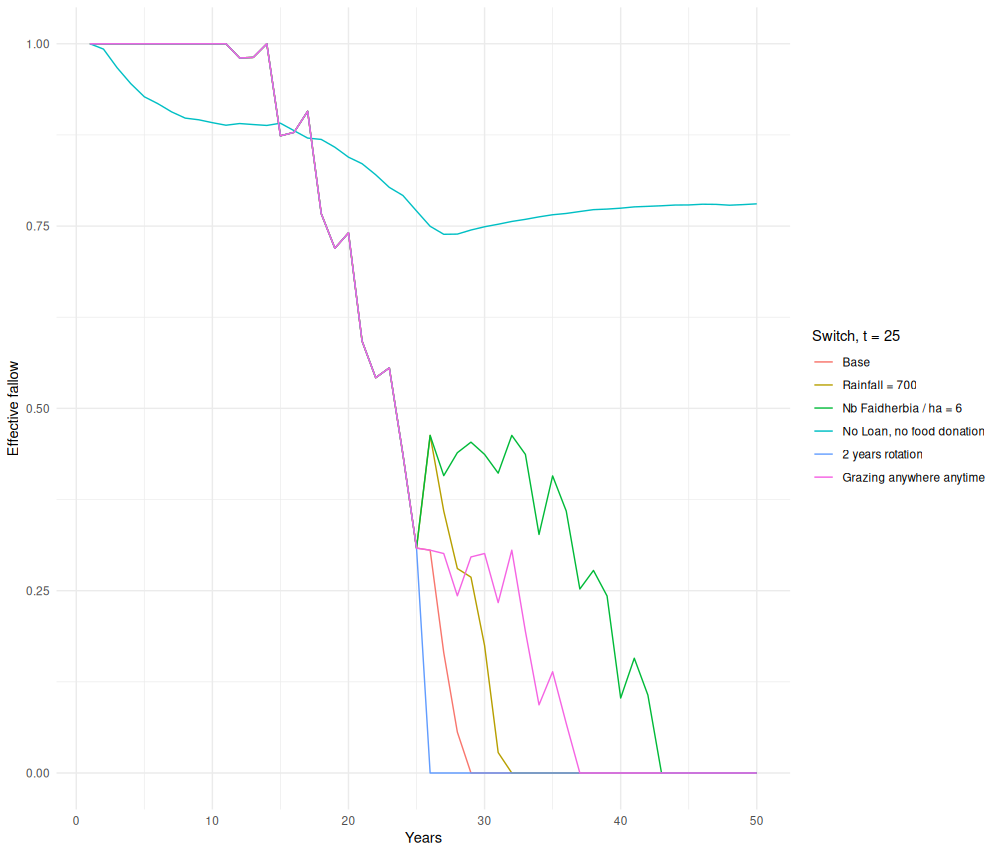 1.00
0.75
0.50
0.25
0.00
Effective fallow
0
10
20
30
40
50
Years
Switch, t = 25
Base
Rainfall = 700
Nb Faidherbia / ha = 6
No Loan, no food donation
2 years rotation
Grazing anywhere anytime